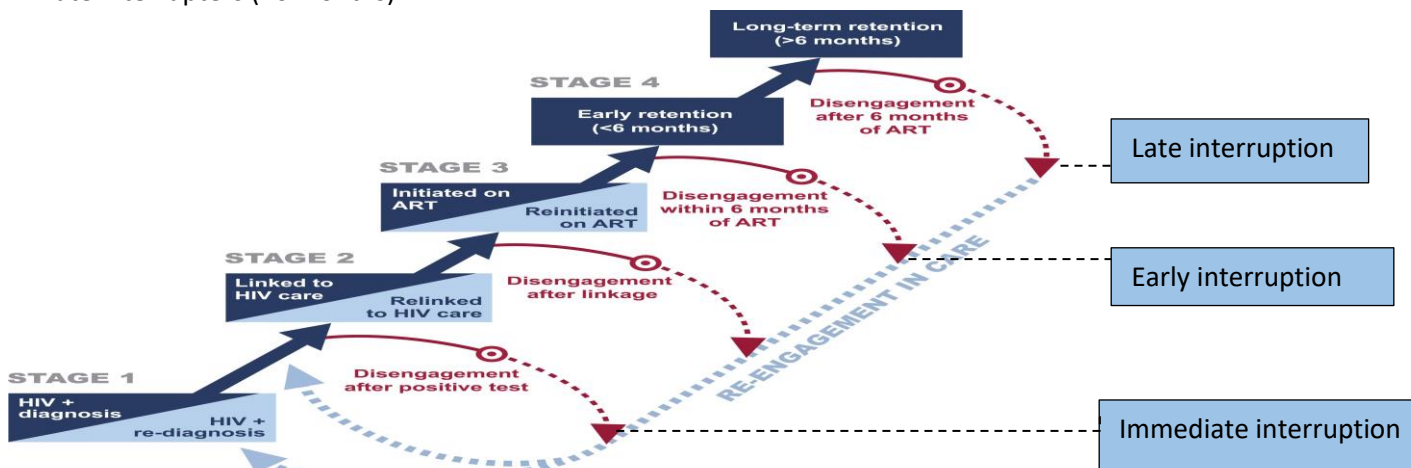 Long-term retention
(>6 months)
STAGE 4
Early retention
(<6 months)
Disengagement
after 6 months
of ART
Late interruption
STAGE 3
Initiated on
ART
Reinitiated
on ART
Disengagement
within 6 months
of ART
Early interruption
STAGE 2
Linked to
HIV care
Relinked
to HIV care
Disengagement
after linkage
RE-ENGAGEMENT IN CARE
STAGE 1
HIV +
diagnosis
HIV +
re-diagnosis
Disengagement
after positive test
Immediate interruption